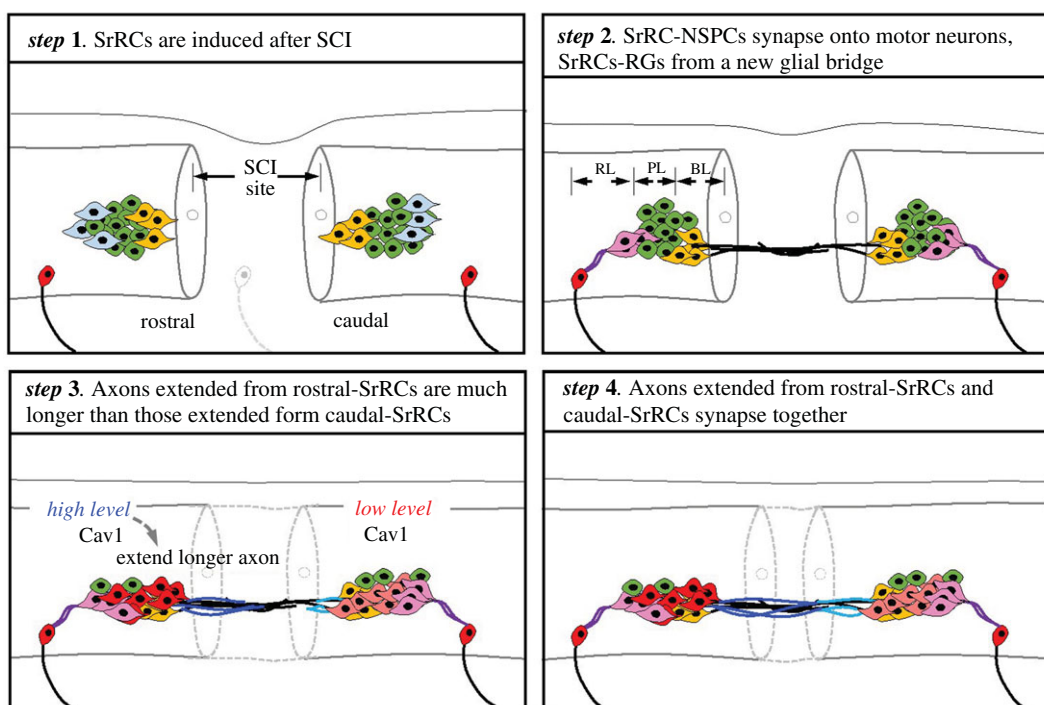 step 1. SrRCs are induced after SCI
SCI
site
rostral
caudal
step 2. SrRC-NSPCs synapse onto motor neurons,
SrRCs-RGs from a new glial bridge
RL
PL
BL
step 3. Axons extended from rostral-SrRCs are much
longer than those extended form caudal-SrRCs
high level
Cav1
extend longer axon
low level
Cav1
step 4. Axons extended from rostral-SrRCs and
caudal-SrRCs synapse together